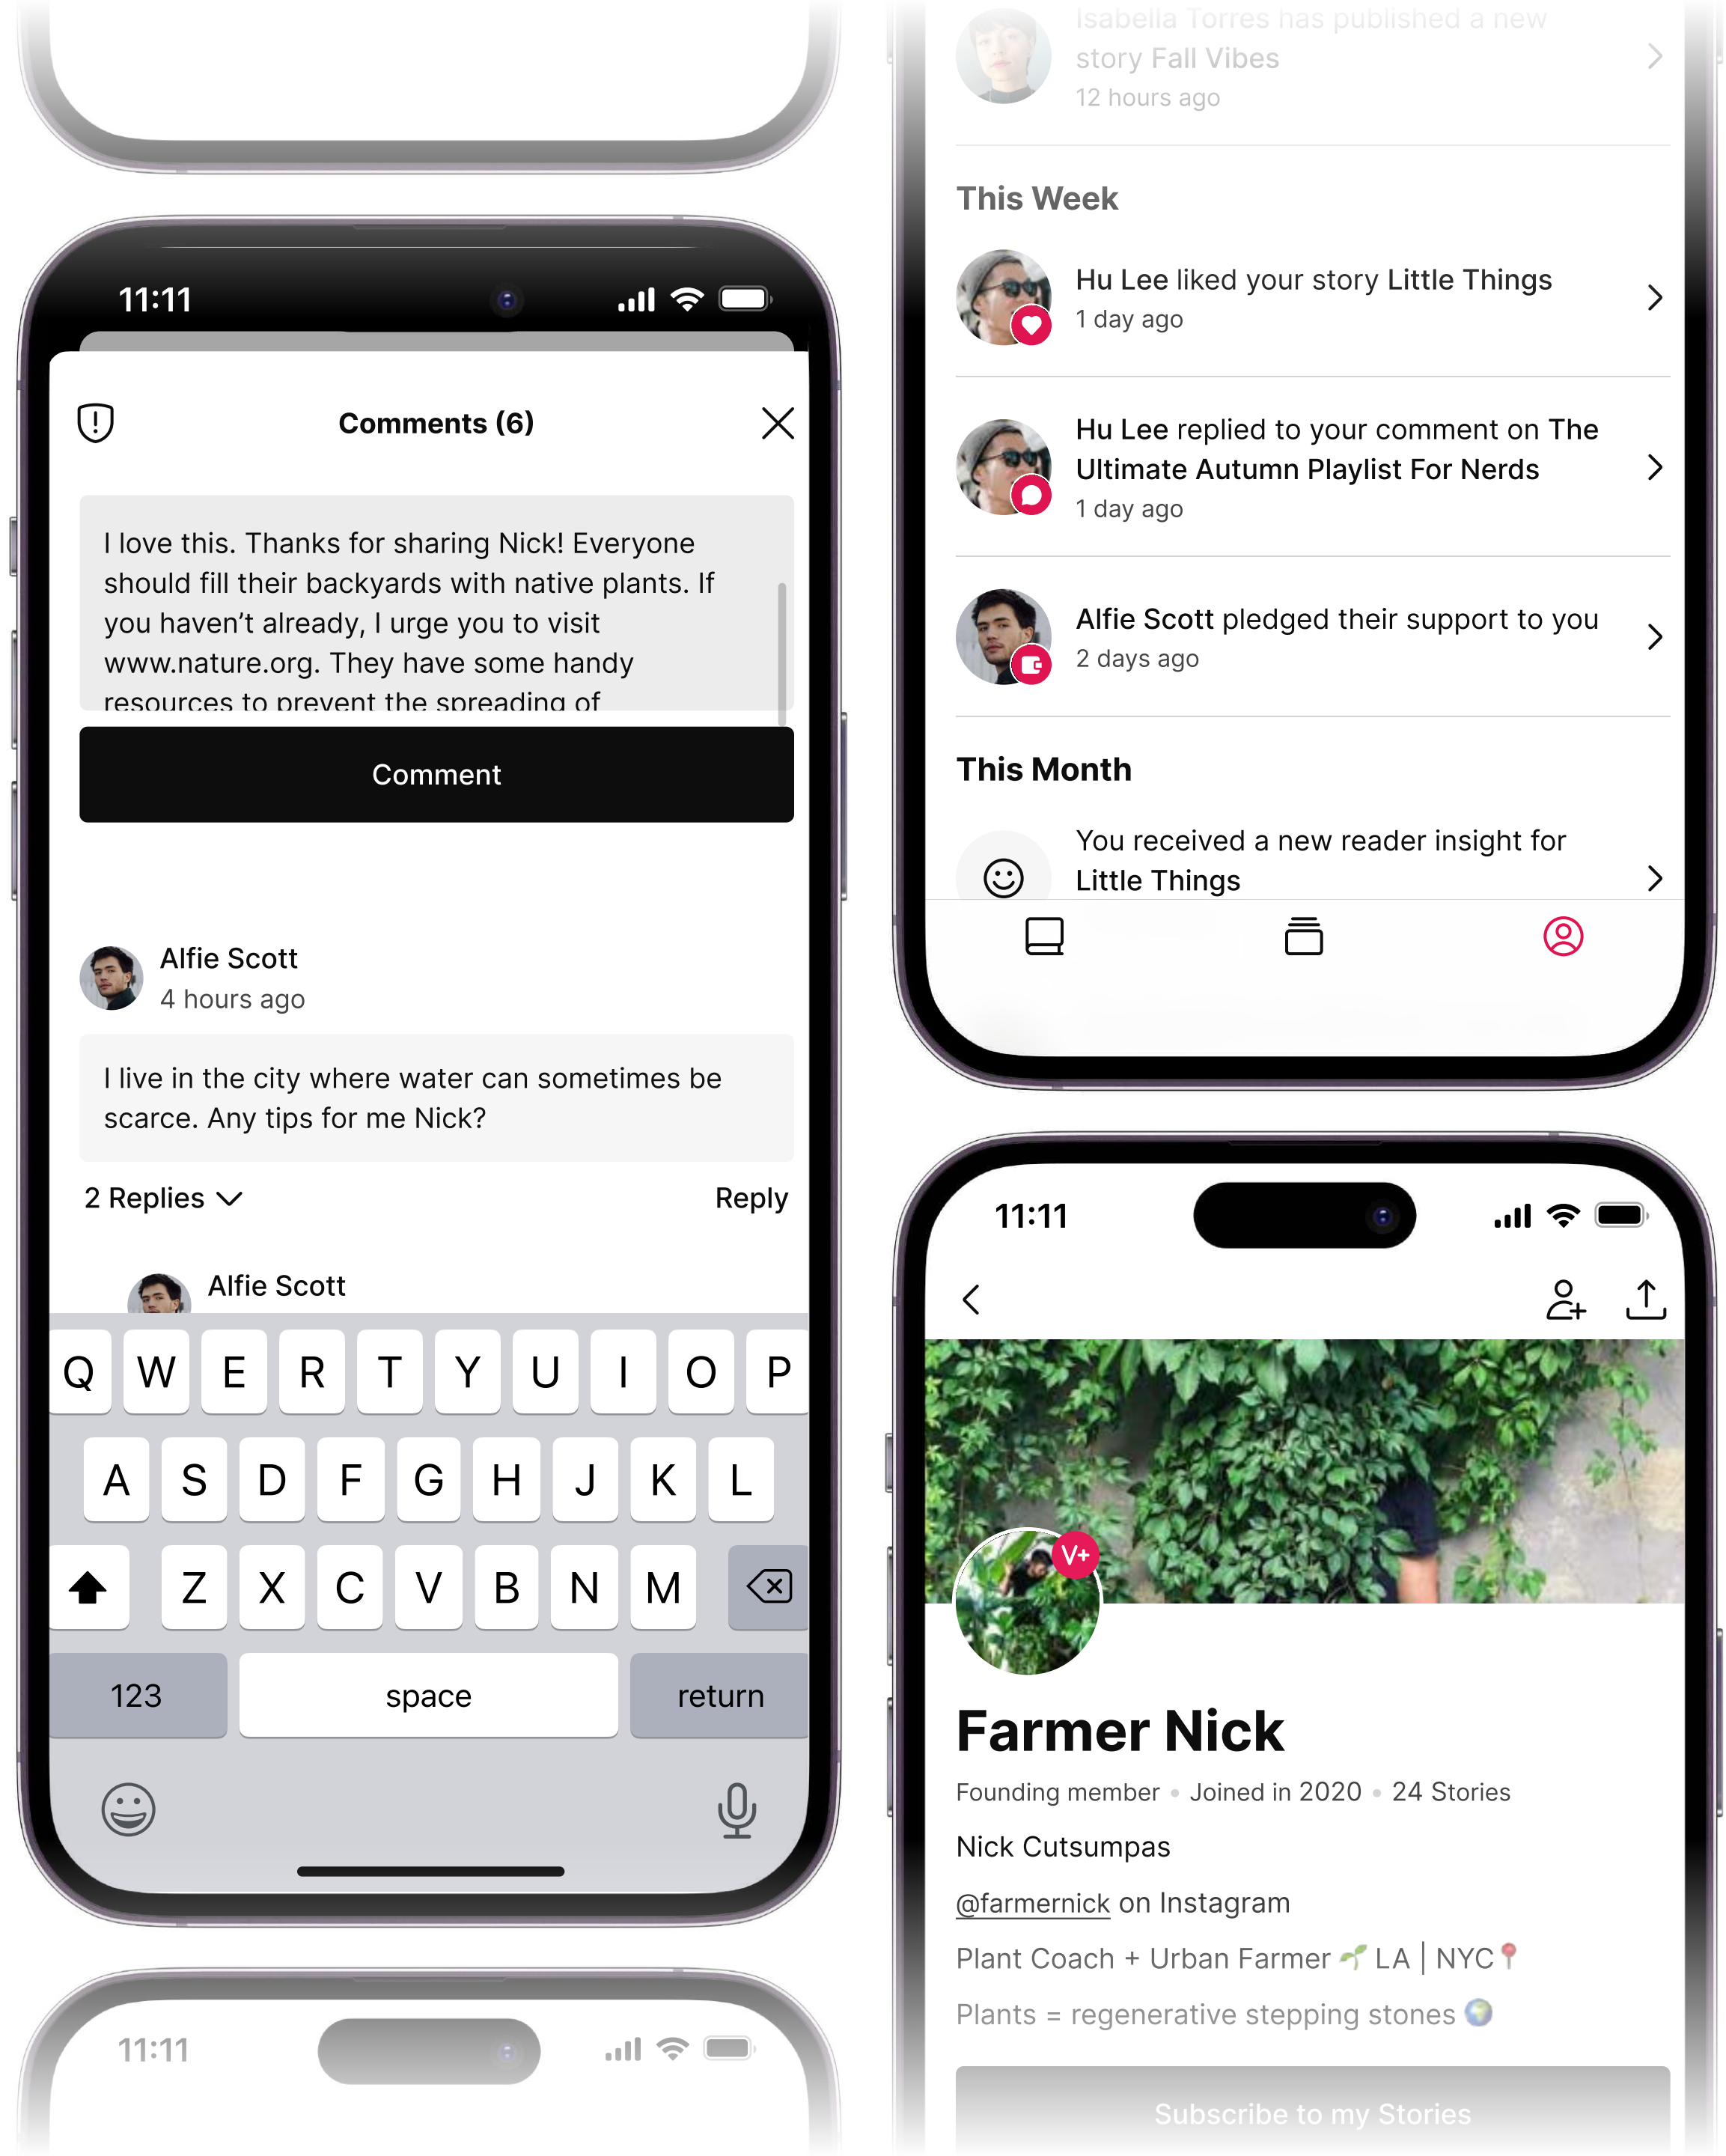 11:11
Comments (6)
I love this. Thanks for sharing Nick! Everyone
should fill their backyards with native plants. If
you haven’t already, I urge you to visit
www.nature.org. They have some handy
resources to prevent the spreading of
Comment
Alfie Scott
4 hours ago
I live in the city where water can sometimes be
scarce. Any tips for me Nick?
2 Replies
Reply
Alfie Scott
Q W E R T Y U I O P
A S D F G H J K L
Z X C V B N M
123 space return
11:11
Isabella Torres has published a new
story Fall Vibes
12 hours ago
This Week
Hu Lee liked your story Little Things
1 day ago
Hu Lee replied to your comment on The
Ultimate Autumn Playlist For Nerds
1 day ago
Alfie Scott pledged their support to you
2 days ago
This Month
You received a new reader insight for
Little Things
11:11
V+
Farmer Nick
Founding member • Joined in 2020 • 24 Stories
Nick Cutsumpas
@farmernick on Instagram
Plant Coach + Urban Farmer 🌱 LA | NYC📍
Plants = regenerative stepping stones 🌍
Subscribe to my Stories